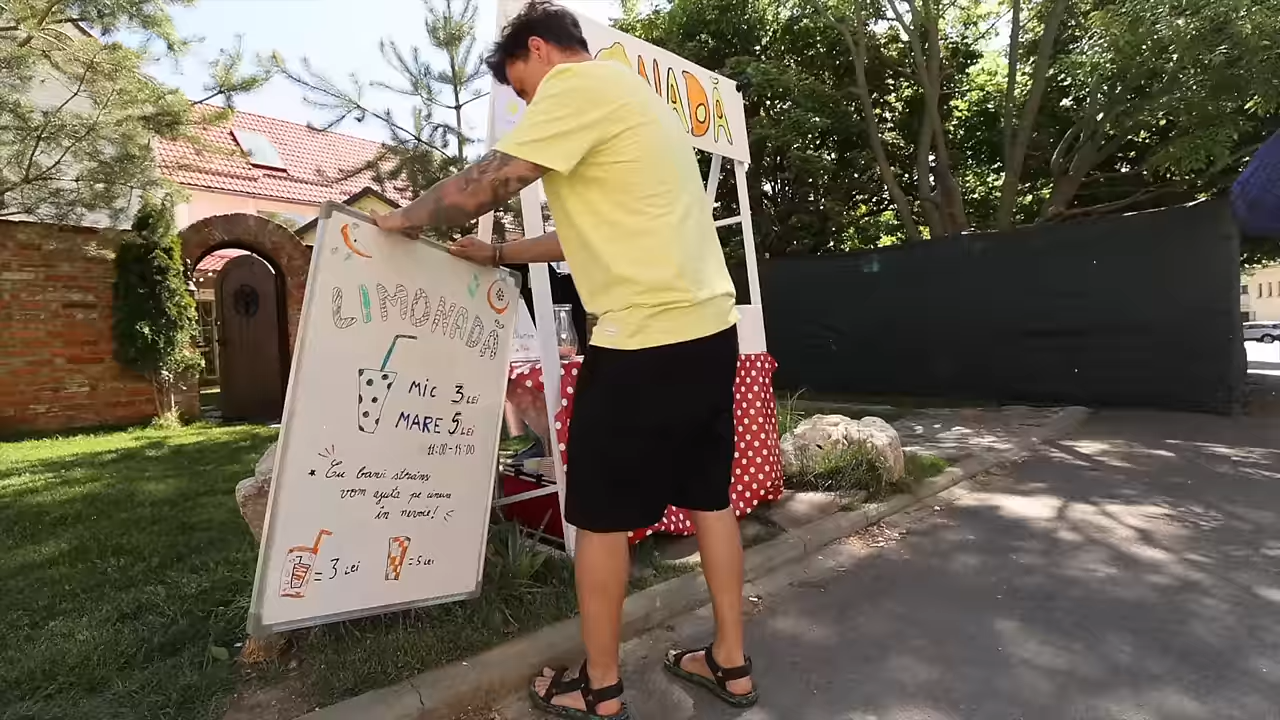 NADĂ
LIMONADĂ
MIC 3 LEI
MARE 5 LEI
11:00-15:00
* Cu banii strânși
vom ajuta pe cineva
în nevoie!
= 3 LEI
= 5 LEI